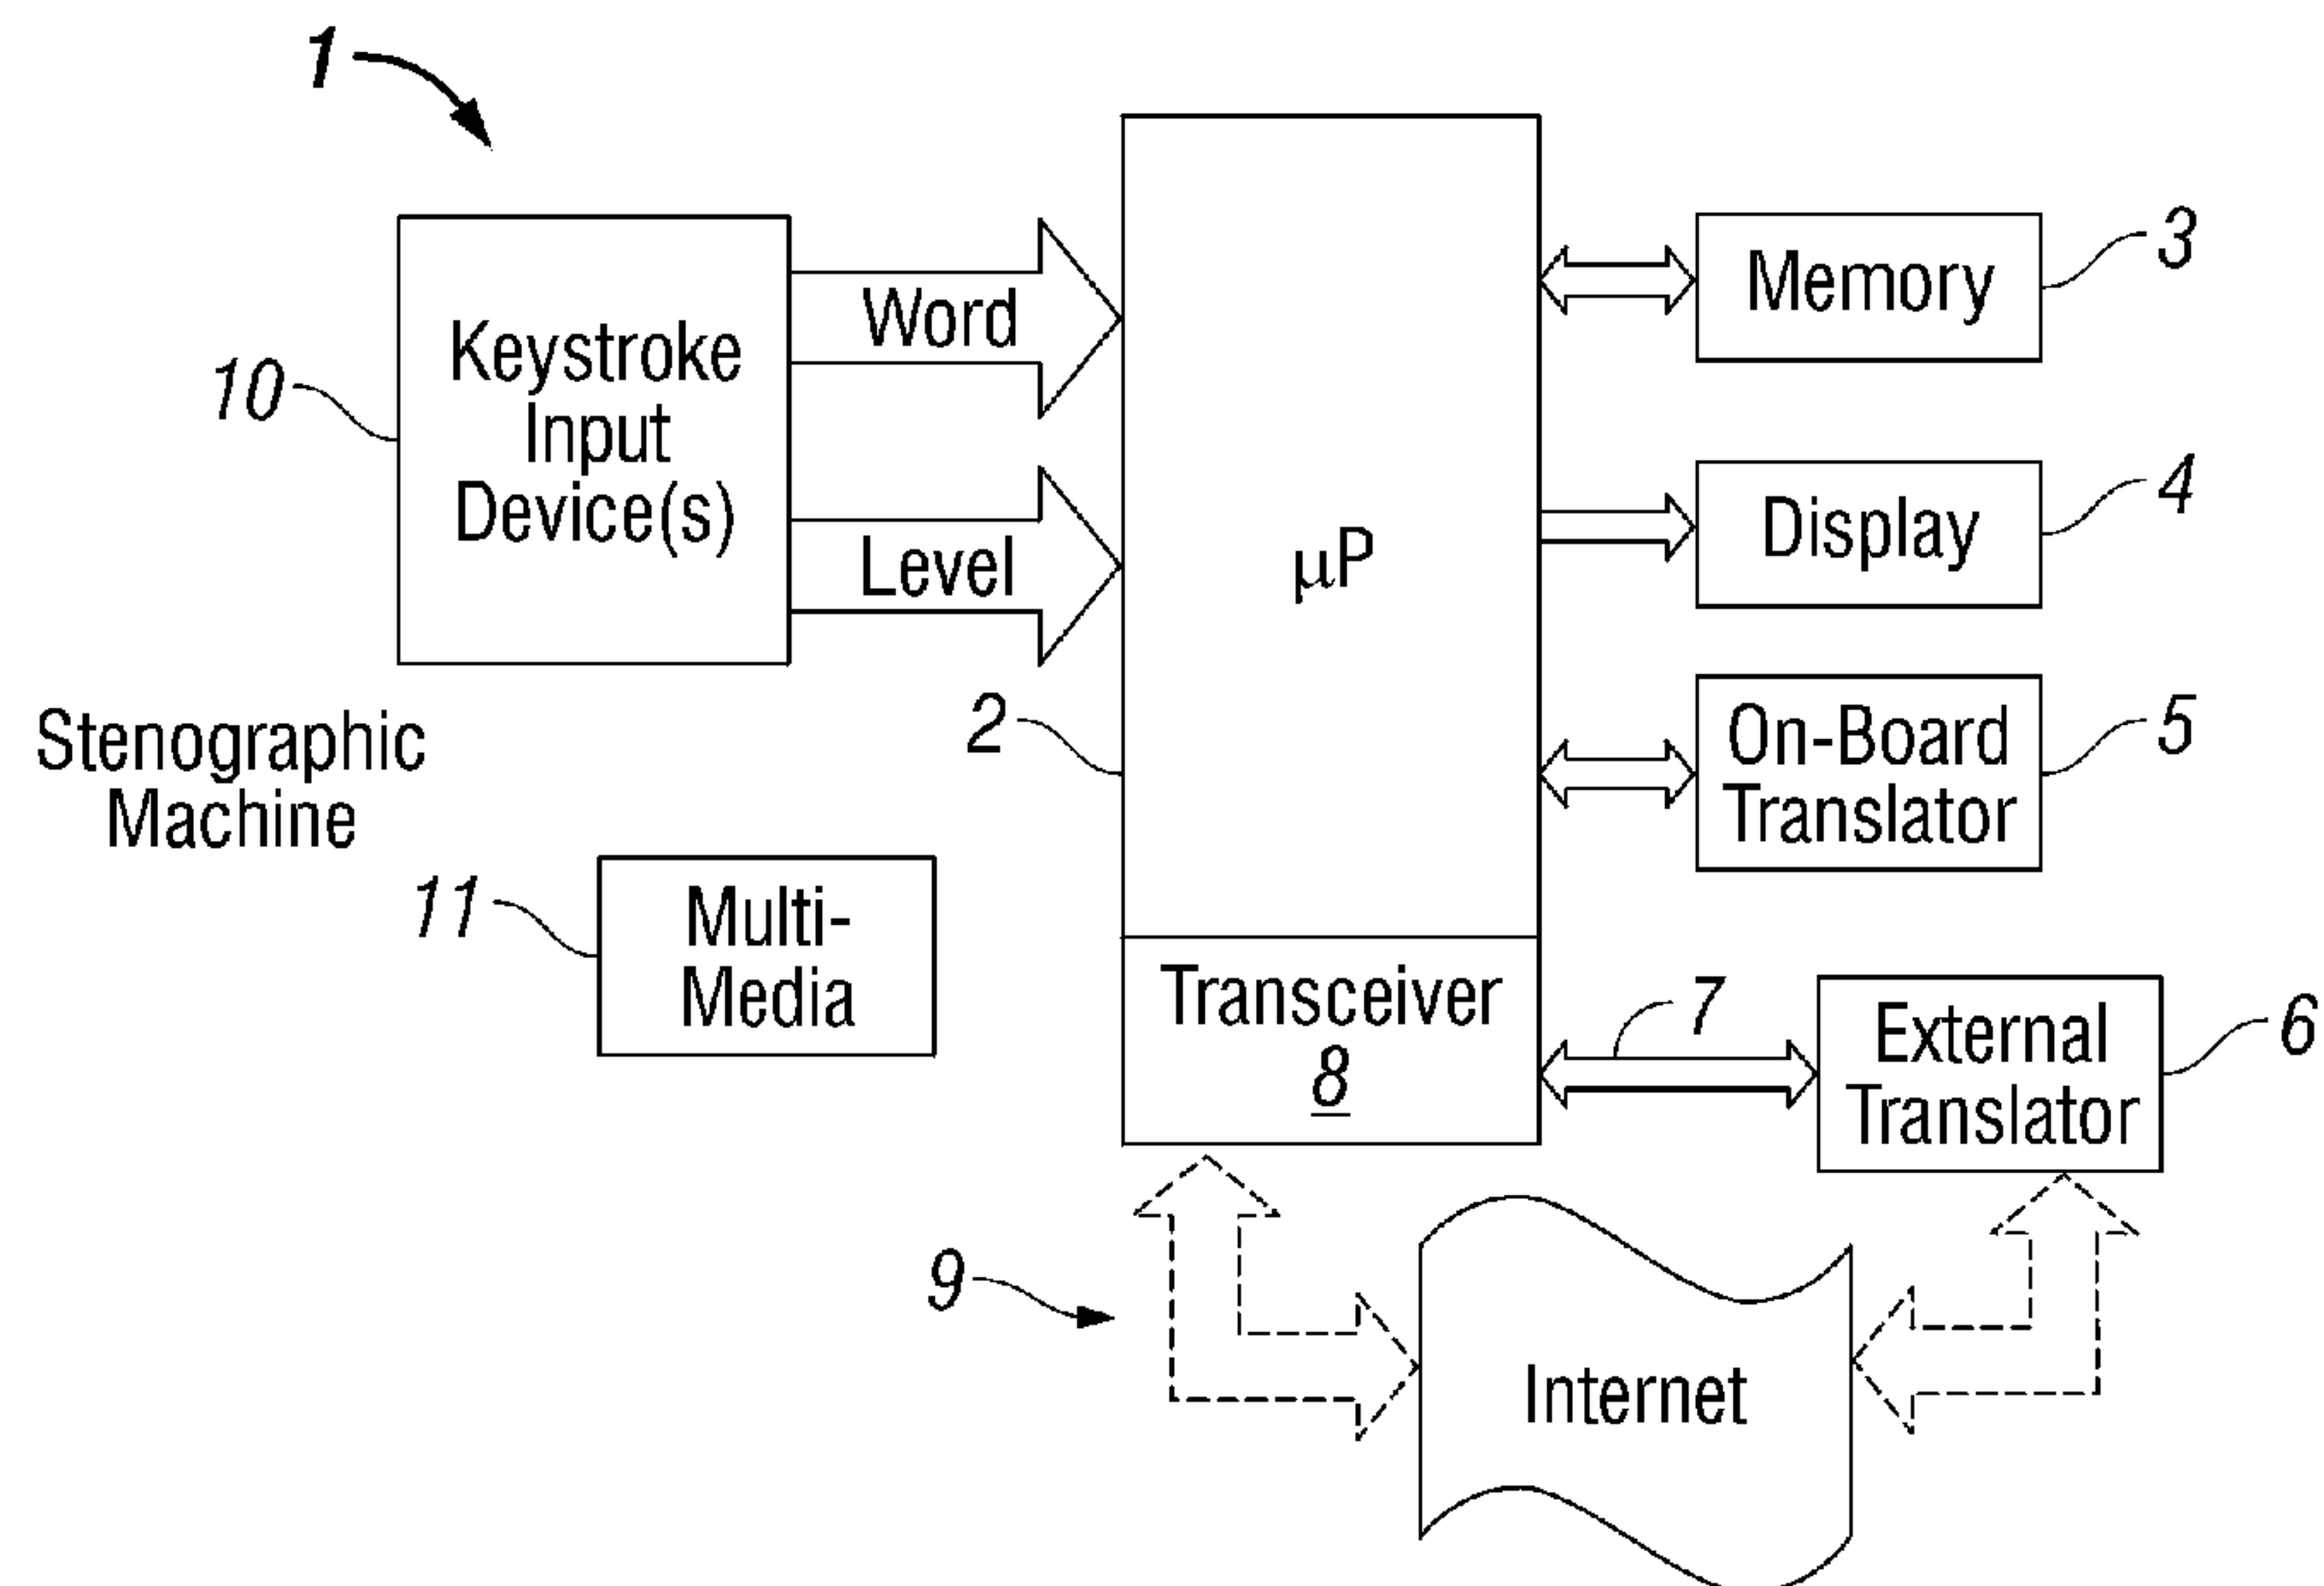 1
10
Keystroke
Input
Device(s)
Word
Level
Stenographic
Machine
11
Multi-
Media
2
µP
Transceiver
8
Memory
3
Display
4
On-Board
Translator
5
7
External
Translator
6
9
Internet